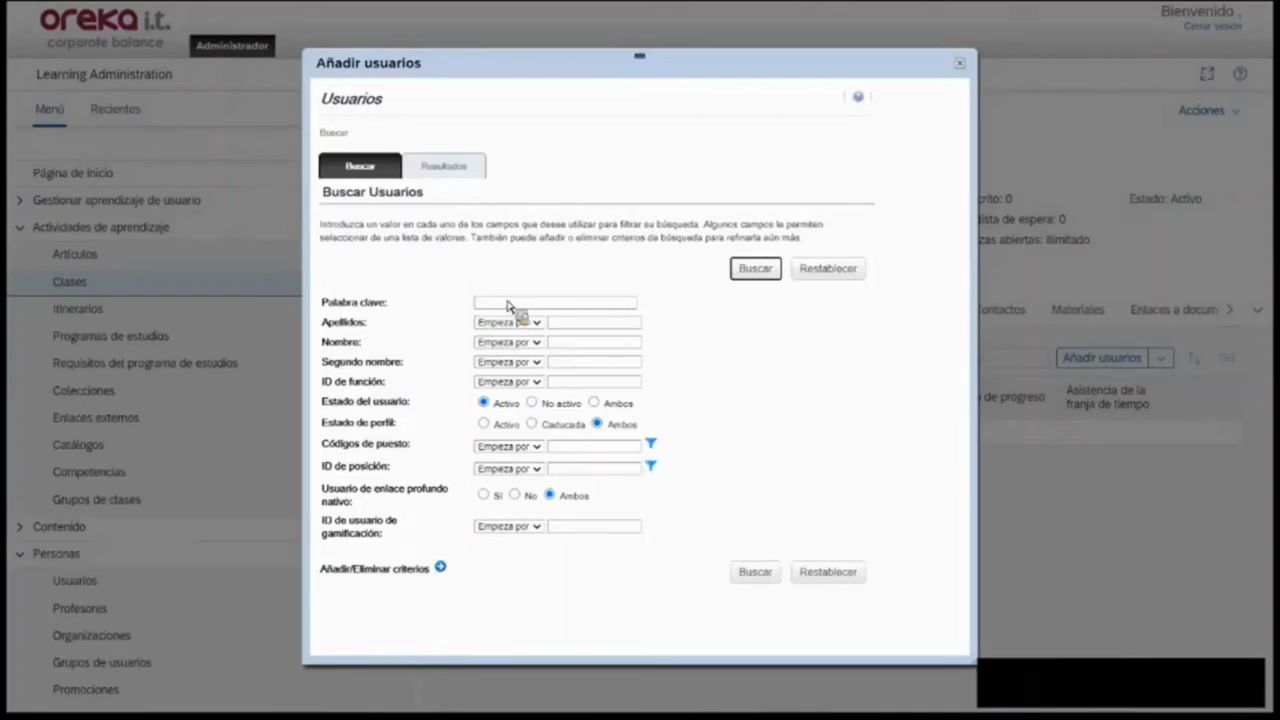 oreka i.t.
corporate balance
Administrador
Bienvenido ,
Cerrar sesión
Learning Administration
Menú
Recientes
Acciones
Página de inicio
Gestionar aprendizaje de usuario
Actividades de aprendizaje
Artículos
Clases
Itinerarios
Programas de estudios
Requisitos del programa de estudios
Colecciones
Enlaces externos
Catálogos
Competencias
Grupos de clases
Contenido
Personas
Usuarios
Profesores
Organizaciones
Grupos de usuarios
Promociones
Añadir usuarios
Usuarios
Buscar
Buscar
Resultados
Buscar Usuarios
Introduzca un valor en cada uno de los campos que desee utilizar para filtrar su búsqueda. Algunos campos le permiten
seleccionar de una lista de valores. También puede añadir o eliminar criterios de búsqueda para refinarla aún más.
Buscar
Restablecer
Palabra clave:
Apellidos: Empieza por
Nombre: Empieza por
Segundo nombre: Empieza por
ID de función: Empieza por
Estado del usuario: Activo No activo Ambos
Estado de perfil: Activo Caducada Ambos
Códigos de puesto: Empieza por
ID de posición: Empieza por
Usuario de enlace profundo
nativo:
Sí No Ambos
ID de usuario de
gamificación:
Empieza por
Añadir/Eliminar criterios
Buscar
Restablecer
crito: 0
Estado: Activo
ista de espera: 0
zas abiertas: Ilimitado
ontactos
Materiales
Enlaces a docum
Añadir usuarios
de progreso
Asistencia de la
franja de tiempo